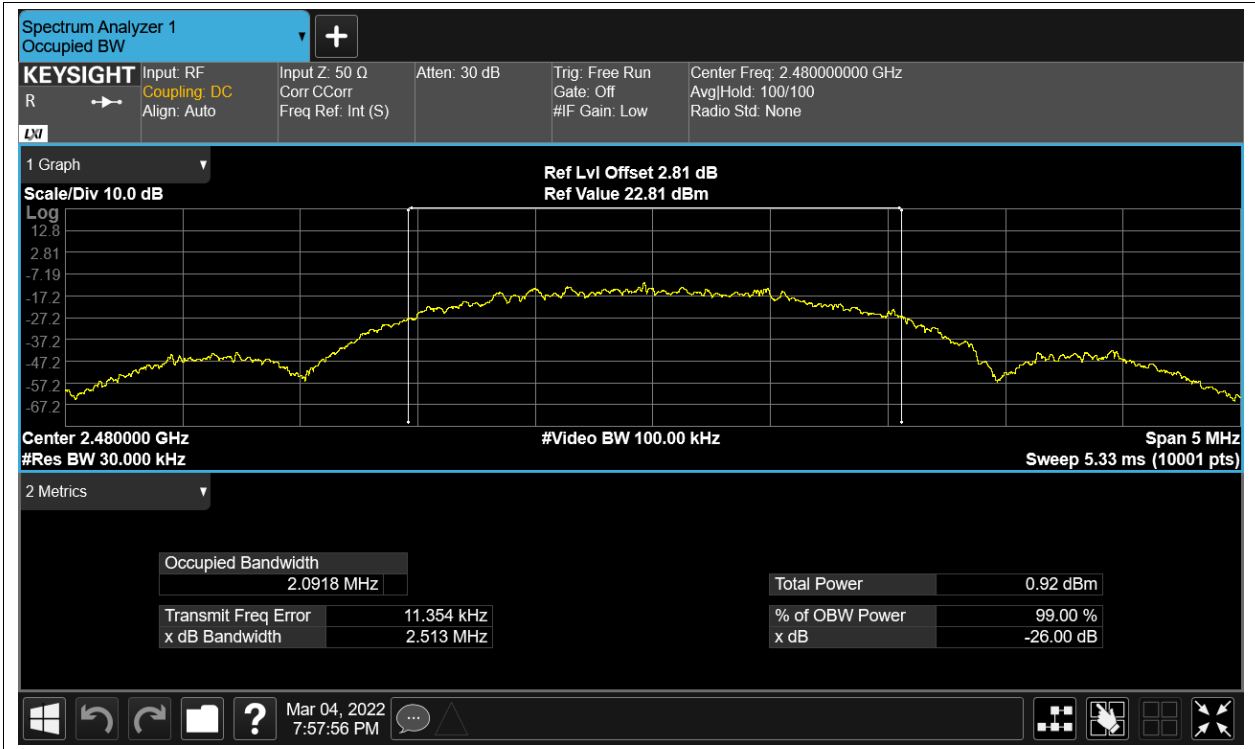 Spectrum Analyzer 1
Occupied BW
KEYSIGHT
R
LXI
Input: RF
Coupling: DC
Align: Auto
Input Z: 50 Ω
Corr CCorr
Freq Ref: Int (S)
Atten: 30 dB
Trig: Free Run
Gate: Off
#IF Gain: Low
Center Freq: 2.480000000 GHz
Avg|Hold: 100/100
Radio Std: None
1 Graph
Scale/Div 10.0 dB
Ref Lvl Offset 2.81 dB
Ref Value 22.81 dBm
Log
12.8
2.81
-7.19
-17.2
-27.2
-37.2
-47.2
-57.2
-67.2
Center 2.480000 GHz
#Res BW 30.000 kHz
#Video BW 100.00 kHz
Span 5 MHz
Sweep 5.33 ms (10001 pts)
2 Metrics
Occupied Bandwidth
2.0918 MHz
Transmit Freq Error 11.354 kHz
x dB Bandwidth 2.513 MHz
Total Power 0.92 dBm
% of OBW Power 99.00 %
x dB -26.00 dB
?
Mar 04, 2022
7:57:56 PM